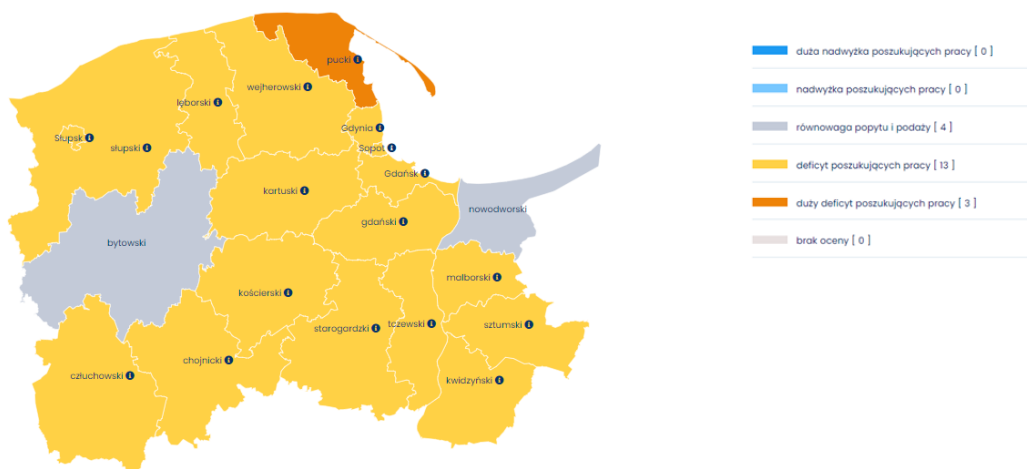 pucki
wejherowski
lęborski
Gdynia
Słupsk
słupski
Sopot
Gdańsk
kartuski
nowodworski
gdański
bytowski
malborski
kościerski
starogardzki
tczewski
sztumski
chojnicki
człuchowski
kwidzyński
duża nadwyżka poszukujących pracy [ 0 ]
nadwyżka poszukujących pracy [ 0 ]
równowaga popytu i podaży [ 4 ]
deficyt poszukujących pracy [ 13 ]
duży deficyt poszukujących pracy [ 3 ]
brak oceny [ 0 ]